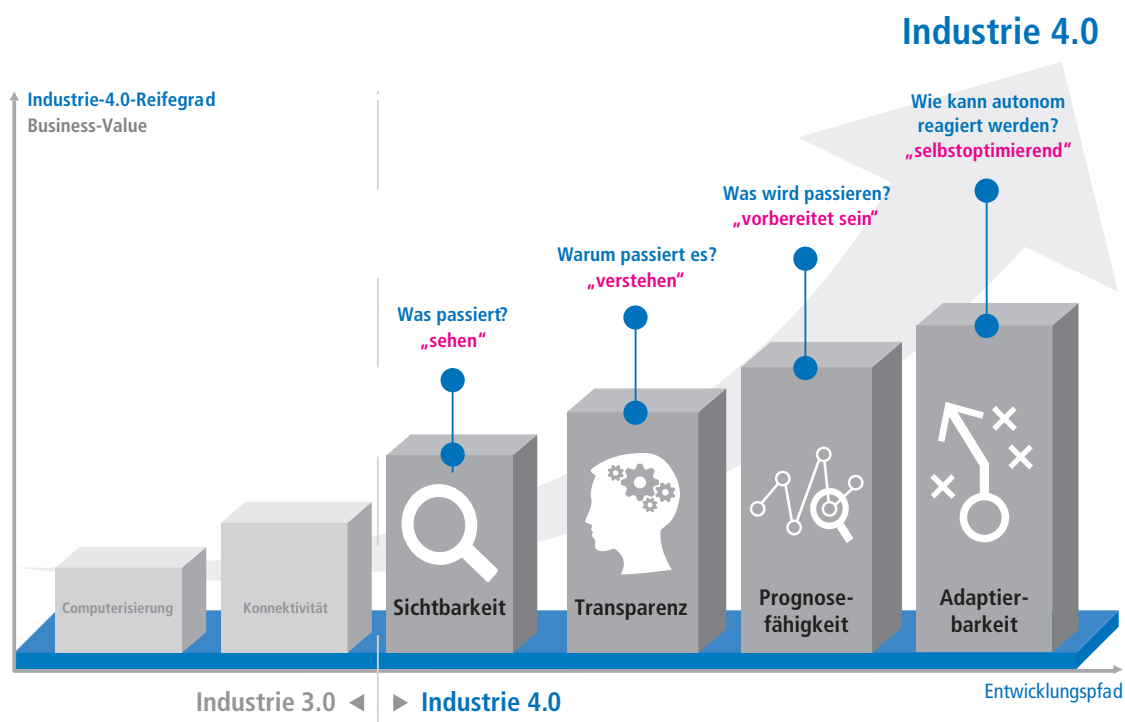 Industrie 4.0
Industrie-4.0-Reifegrad
Business-Value
Wie kann autonom
reagiert werden?
„selbstoptimierend“
Was wird passieren?
„vorbereitet sein“
Warum passiert es?
„verstehen“
Was passiert?
„sehen“
Computerisierung
Konnektivität
Sichtbarkeit
Transparenz
Prognose-
fähigkeit
Adaptier-
barkeit
Industrie 3.0
Industrie 4.0
Entwicklungspfad